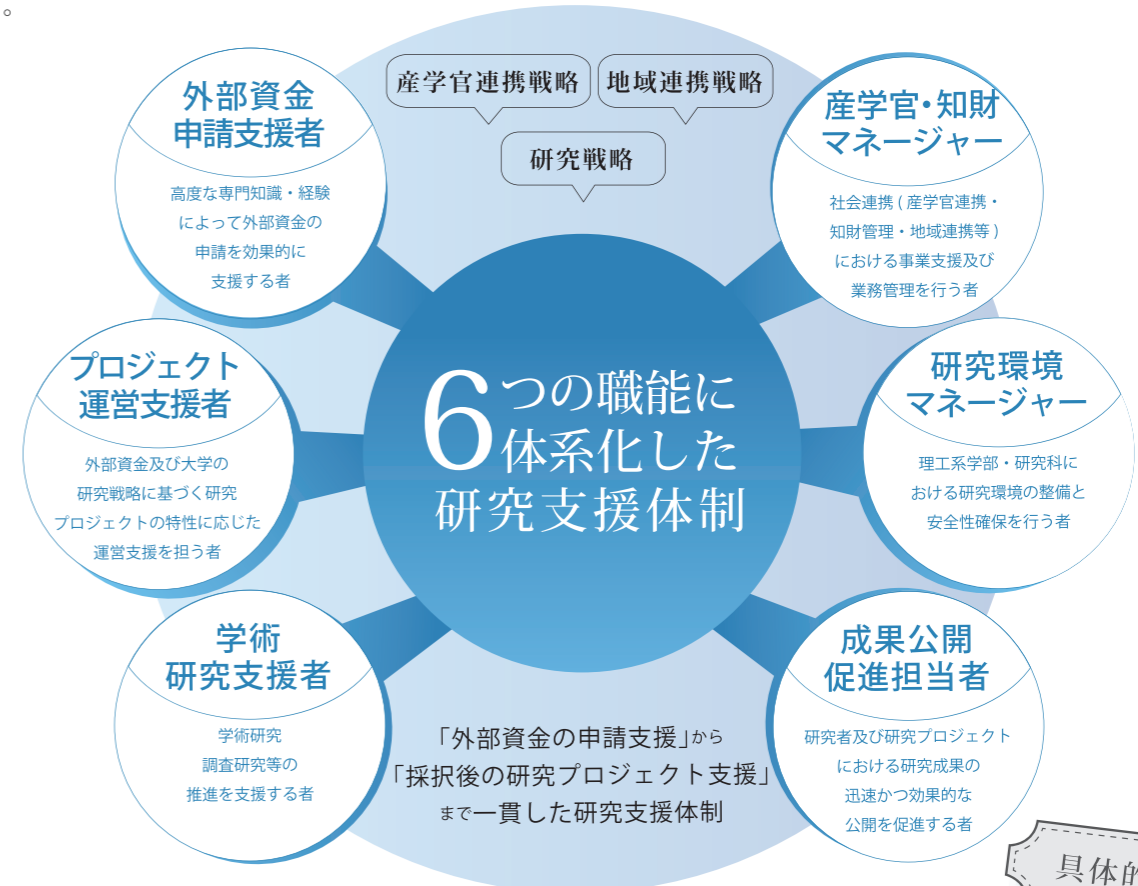 。
産学官連携戦略
地域連携戦略
研究戦略
外部資金
申請支援者
高度な専門知識・経験
によって外部資金の
申請を効果的に
支援する者
産学官・知財
マネージャー
社会連携 ( 産学官連携・
知財管理・地域連携等 )
における事業支援及び
業務管理を行う者
プロジェクト
運営支援者
外部資金及び大学の
研究戦略に基づく研究
プロジェクトの特性に応じた
運営支援を担う者
6つの職能に
体系化した
研究支援体制
研究環境
マネージャー
理工系学部・研究科に
おける研究環境の整備と
安全性確保を行う者
学術
研究支援者
学術研究
調査研究等の
推進を支援する者
成果公開
促進担当者
研究者及び研究プロジェクト
における研究成果の
迅速かつ効果的な
公開を促進する者
「外部資金の申請支援」から
「採択後の研究プロジェクト支援」
まで一貫した研究支援体制
具体的